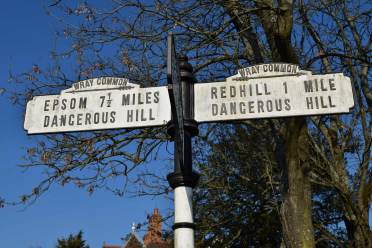 WRAY COMMON
EPSOM 7½ MILES
DANGEROUS HILL
WRAY COMMON
REDHILL 1 MILE
DANGEROUS HILL